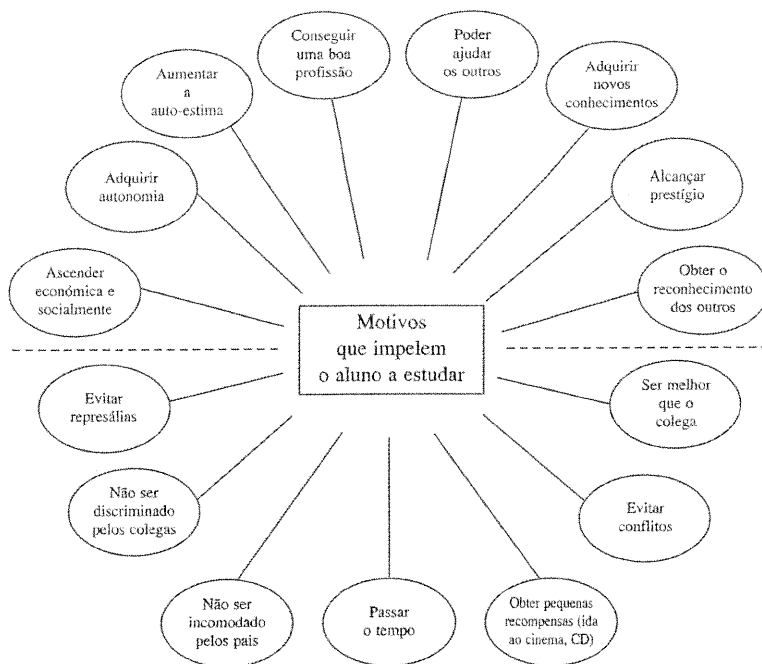 Conseguir
uma boa
profissão
Poder
ajudar
os outros
Aumentar
a
auto-estima
Adquirir
novos
conhecimentos
Adquirir
autonomia
Alcançar
prestígio
Ascender
económica e
socialmente
Obter o
reconhecimento
dos outros
Motivos
que impelem
o aluno a estudar
Evitar
represálias
Ser melhor
que o
colega
Não ser
discriminado
pelos colegas
Evitar
conflitos
Não ser
incomodado
pelos pais
Passar
o tempo
Obter pequenas
recompensas (ida
ao cinema, CD)